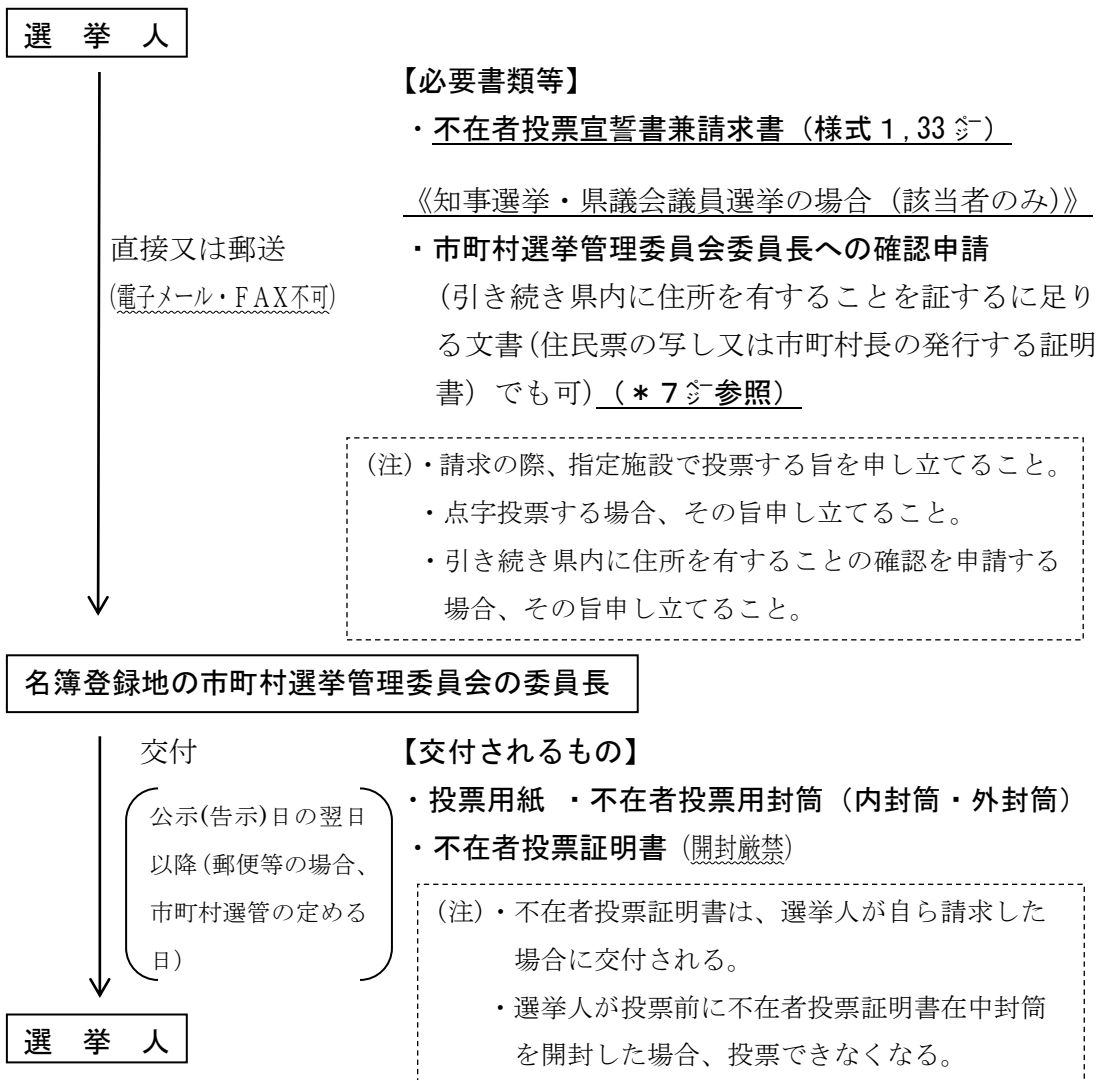 選 挙 人
【必要書類等】
・不在者投票宣誓書兼請求書（様式１,33 ㌻）
《知事選挙・県議会議員選挙の場合（該当者のみ）》
直接又は郵送
(電子メール・ＦＡＸ不可)
・市町村選挙管理委員会委員長への確認申請
（引き続き県内に住所を有することを証するに足り
る文書(住民票の写し又は市町村長の発行する証明
書）でも可）（＊７㌻参照）
(注)・請求の際、指定施設で投票する旨を申し立てること。
・点字投票する場合、その旨申し立てること。
・引き続き県内に住所を有することの確認を申請する
場合、その旨申し立てること。
名簿登録地の市町村選挙管理委員会の委員長
交付
公示(告示)日の翌日
以降(郵便等の場合、
市町村選管の定める
日）
【交付されるもの】
・投票用紙 ・不在者投票用封筒（内封筒・外封筒）
・不在者投票証明書（開封厳禁）
(注)・不在者投票証明書は、選挙人が自ら請求した
場合に交付される。
・選挙人が投票前に不在者投票証明書在中封筒
を開封した場合、投票できなくなる。
選 挙 人